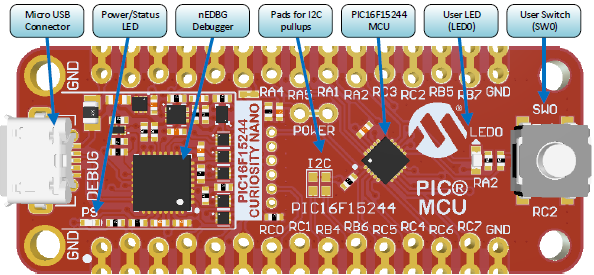 Micro USB
Connector
Power/Status
LED
nEDBG
Debugger
Pads for I2C
pullups
PIC16F15244
MCU
User LED
(LED0)
User Switch
(SW0)
GND
RA4
RA5
RA1
RA2
RC3
RC2
RB5
RB7
GND
POWER
SW0
LED0
DEBUG
PIC16F15244
CURIOSITY NANO
I2C
RA2
PIC®
MCU
RC2
PS
PIC16F15244
GND
RC0
RC1
RB4
RB6
RC5
RC4
RC6
RC7
GND